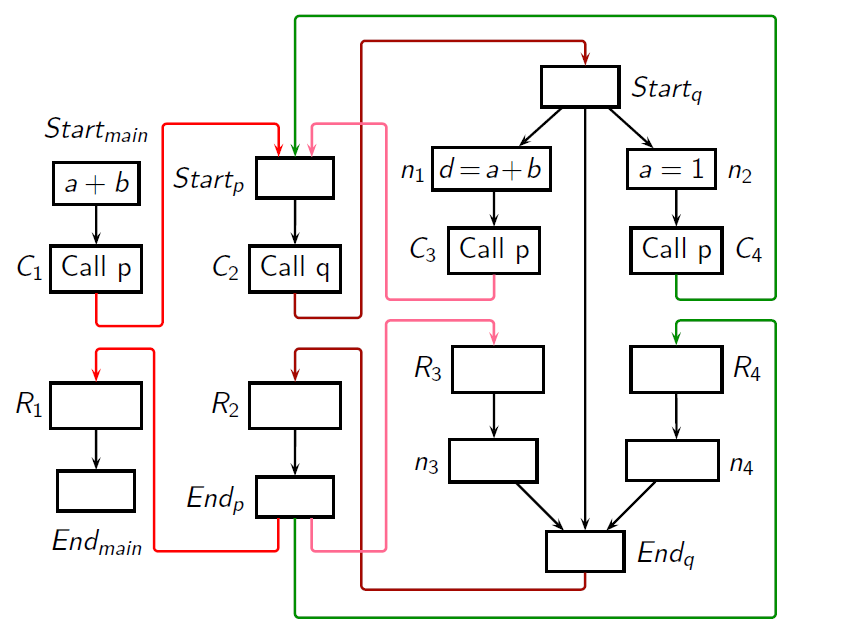 Start_q
Start_main
n_1 d = a+b
a = 1 n_2
a + b
Start_p
C_1 Call p
C_2 Call q
C_3 Call p
Call p C_4
R_3
R_4
R_1
R_2
n_3
n_4
End_p
End_main
End_q